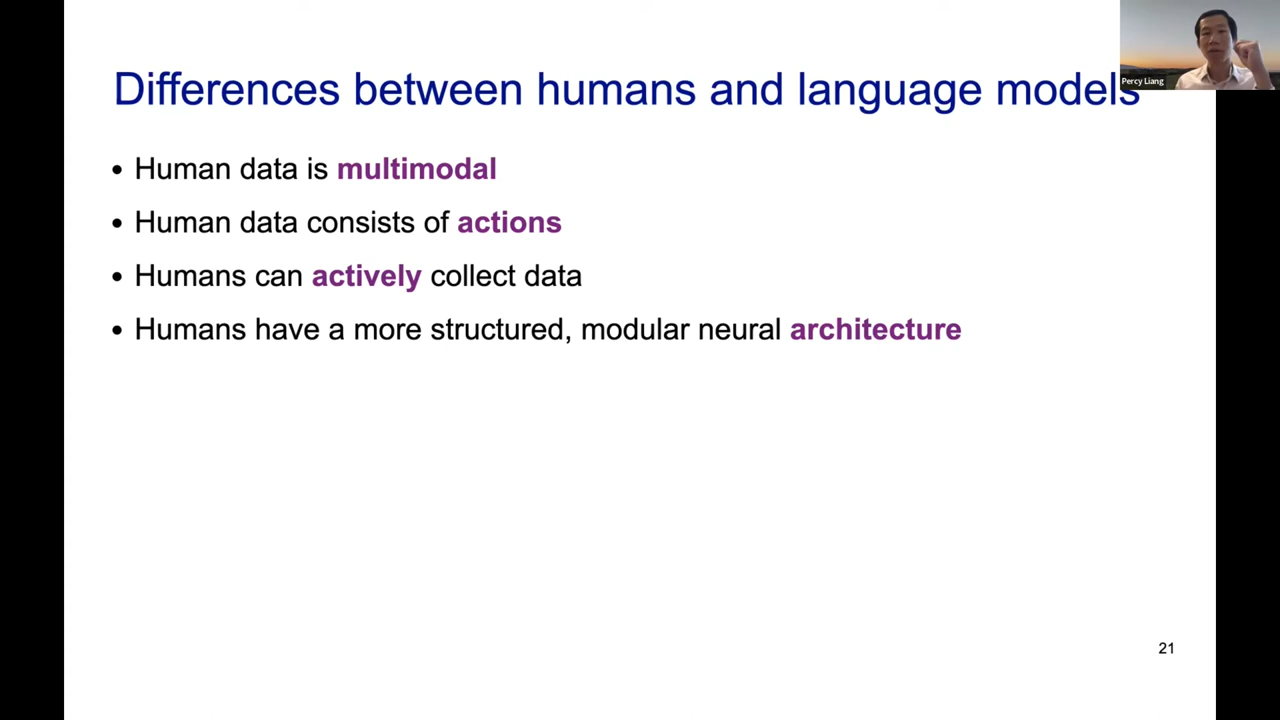 Differences between humans and language models
Percy Liang
• Human data is multimodal
• Human data consists of actions
• Humans can actively collect data
• Humans have a more structured, modular neural architecture
21